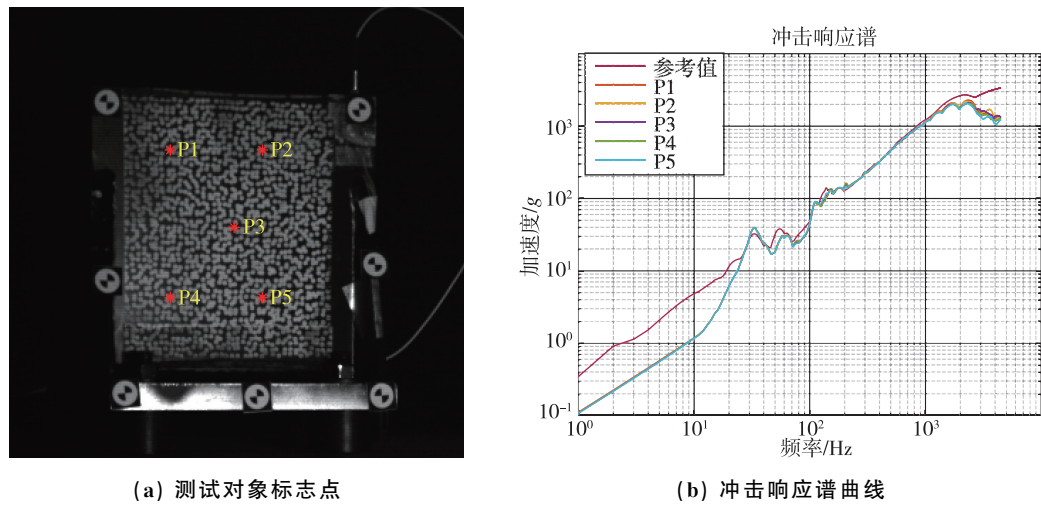 P1 P2
P3
P4 P5
(a) 测试对象标志点
冲击响应谱
参考值
P1
P2
P3
P4
P5
加速度/g
10³
10²
10¹
10⁰
10⁻¹
10⁰ 10¹ 10² 10³
频率/Hz
(b) 冲击响应谱曲线